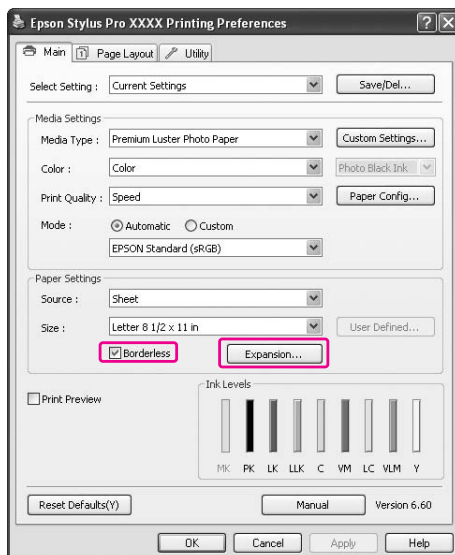 Epson Stylus Pro XXXX Printing Preferences
Main Page Layout Utility
Select Setting : Current Settings Save/Del...
Media Settings
Media Type : Premium Luster Photo Paper Custom Settings...
Color : Color Photo Black Ink
Print Quality : Speed Paper Config...
Mode : Automatic Custom
EPSON Standard (sRGB)
Paper Settings
Source : Sheet
Size : Letter 8 1/2 x 11 in User Defined...
Borderless Expansion...
Print Preview
Ink Levels
MK PK LK LLK C VM LC VLM Y
Reset Defaults(Y) Manual Version 6.60
OK Cancel Apply Help